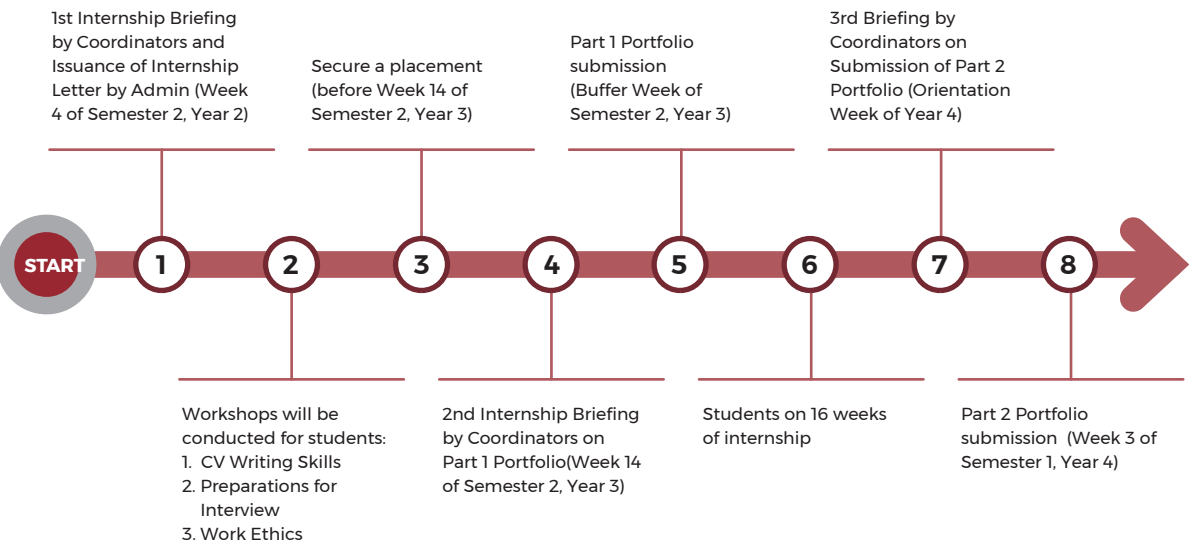 1st Internship Briefing
by Coordinators and
Issuance of Internship
Letter by Admin (Week
4 of Semester 2, Year 2)
Secure a placement
(before Week 14 of
Semester 2, Year 3)
Part 1 Portfolio
submission
(Buffer Week of
Semester 2, Year 3)
3rd Briefing by
Coordinators on
Submission of Part 2
Portfolio (Orientation
Week of Year 4)
START
1
2
3
4
5
6
7
8
Workshops will be
conducted for students:
1. CV Writing Skills
2. Preparations for
Interview
3. Work Ethics
2nd Internship Briefing
by Coordinators on
Part 1 Portfolio(Week 14
of Semester 2, Year 3)
Students on 16 weeks
of internship
Part 2 Portfolio
submission (Week 3 of
Semester 1, Year 4)